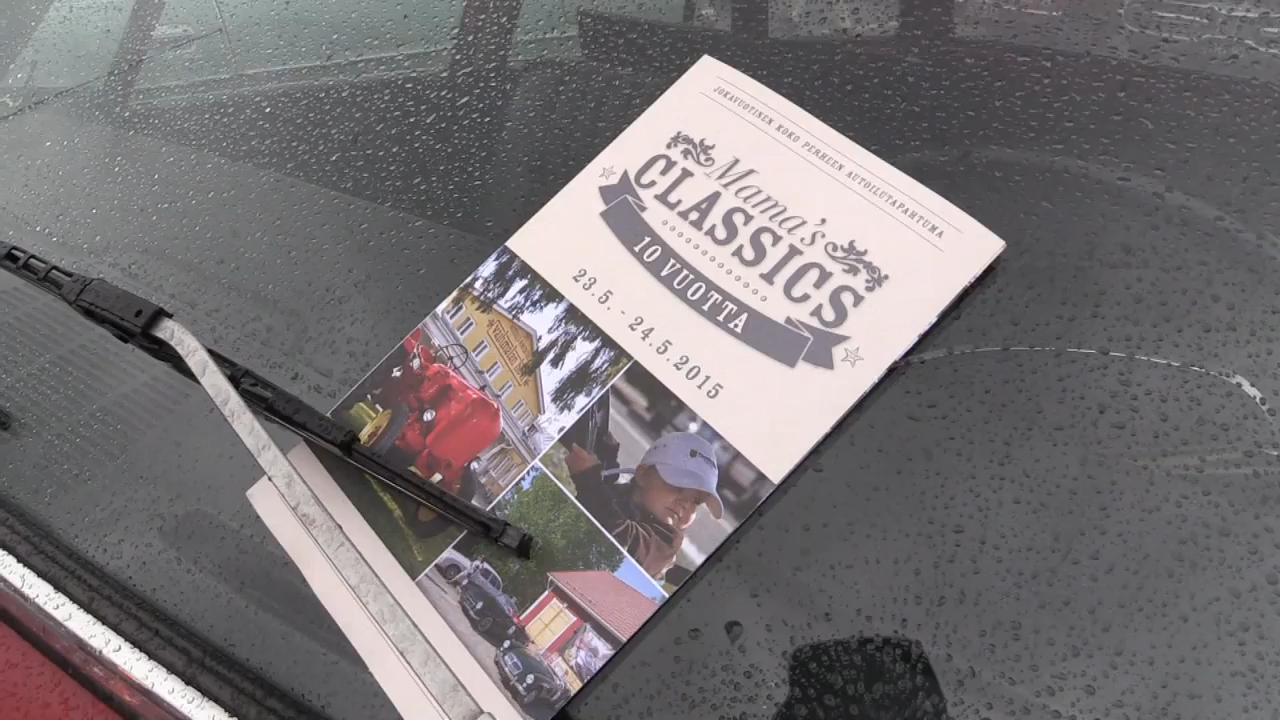 JOKAVUOTINEN KOKO PERHEEN AUTOILUTAPAHTUMA
Mama's
CLASSICS
10 VUOTTA
23.5. - 24.5.2015